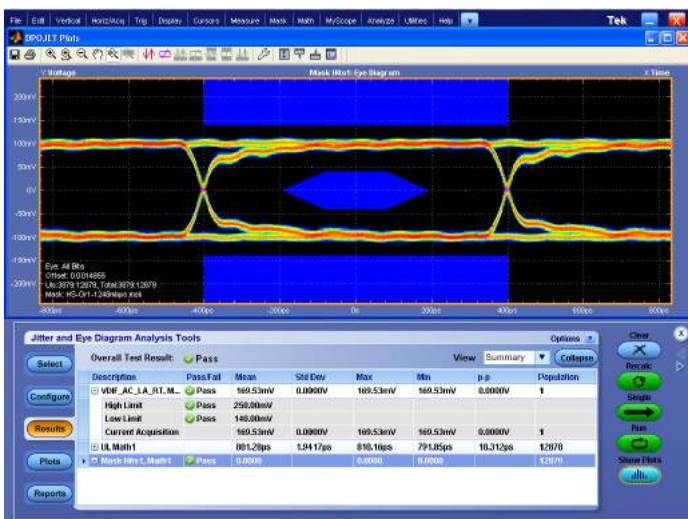 File Edit Vertical Horiz/Acq Trig Display Cursors Measure Mask Math MyScope Analyze Utilities Help Tek
DPOJET Plots
Y: Voltage Mask Hits1: Eye Diagram X: Time
200mV
150mV
100mV
50mV
0V
-50mV
-100mV
-150mV
-200mV
Eye: All Bits
Offset: 0.0014855
UIs:3879:12879, Total:3879:12879
-800ps -600ps -400ps -200ps 0ps 200ps 400ps 600ps 800ps
Jitter and Eye Diagram Analysis Tools Options Clear
Select Overall Test Result: Pass View Summary Collapse
Recalc
Description Pass/Fail Mean Std Dev Max Min p-p Population
VDIF_AC_LA_RT, M... Pass 169.53mV 0.0000V 169.53mV 169.53mV 0.0000V 1
Configure High Limit Pass 250.00mV
Single
Low Limit Pass 140.00mV
Results Current Acquisition 169.53mV 0.0000V 169.53mV 169.53mV 0.0000V 1
Run
UI, Math1 801.28ps 1.9417ps 810.16ps 791.85ps 18.312ps 12878
Plots Mask Hits1, Math1 Pass 0.0000 0.0000 0.0000 12879
Show Plots
Reports